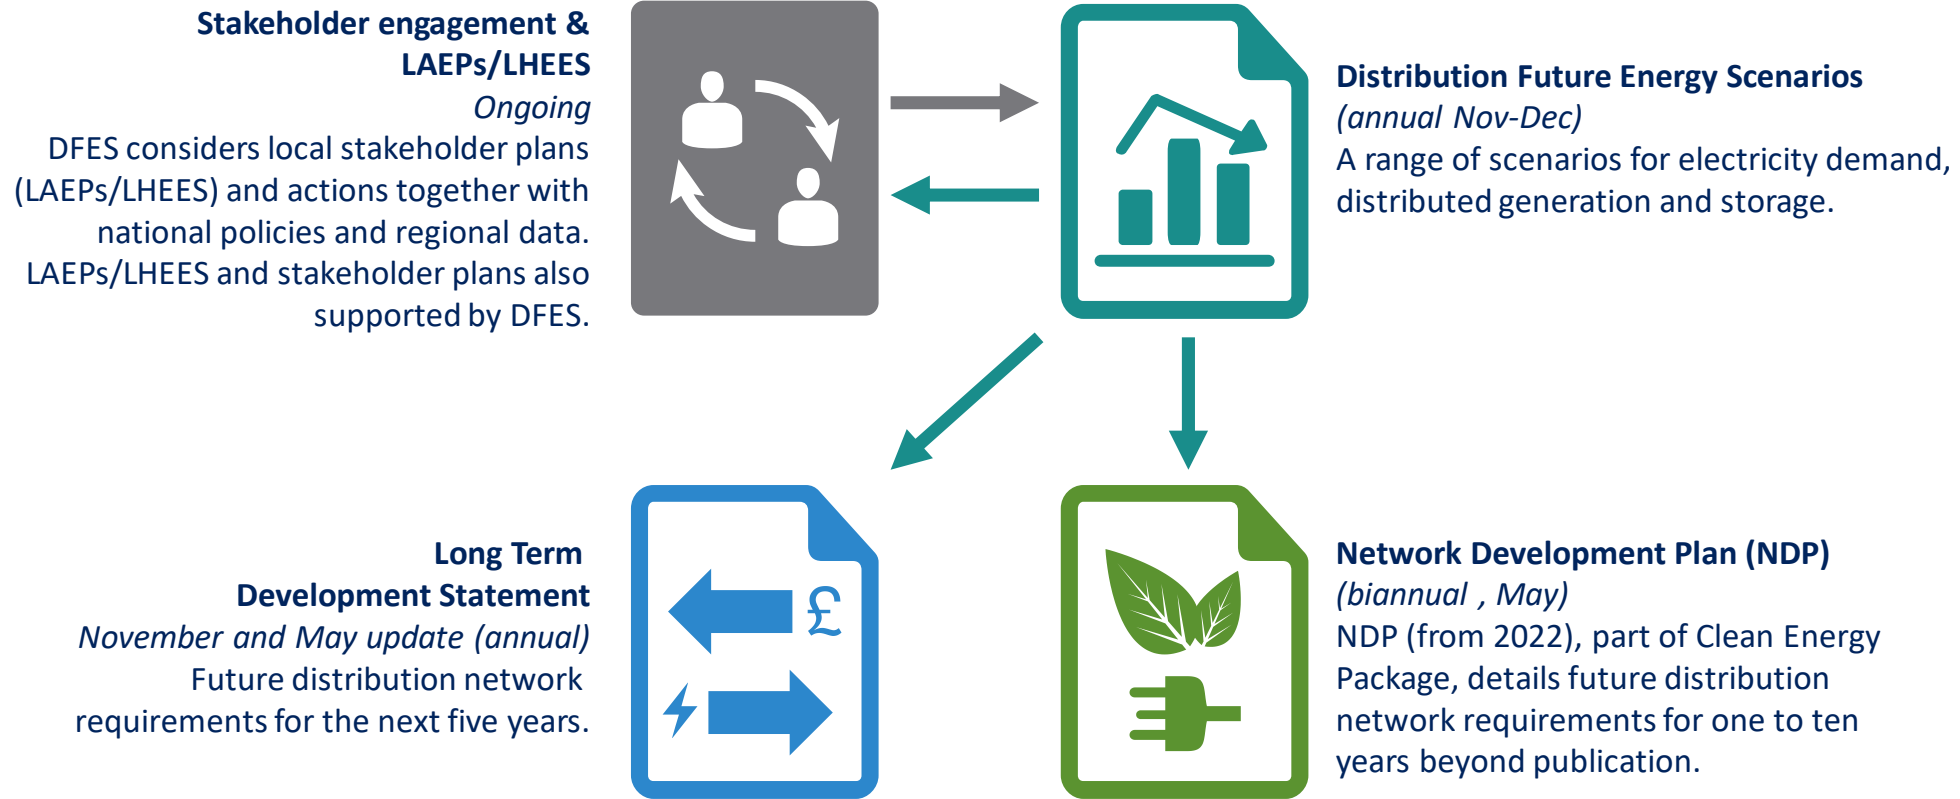 Stakeholder engagement &
LAEPs/LHEES
Ongoing
DFES considers local stakeholder plans
(LAEPs/LHEES) and actions together with
national policies and regional data.
LAEPs/LHEES and stakeholder plans also
supported by DFES.
Distribution Future Energy Scenarios
(annual Nov-Dec)
A range of scenarios for electricity demand,
distributed generation and storage.
Long Term
Development Statement
November and May update (annual)
Future distribution network
requirements for the next five years.
£
Network Development Plan (NDP)
(biannual , May)
NDP (from 2022), part of Clean Energy
Package, details future distribution
network requirements for one to ten
years beyond publication.